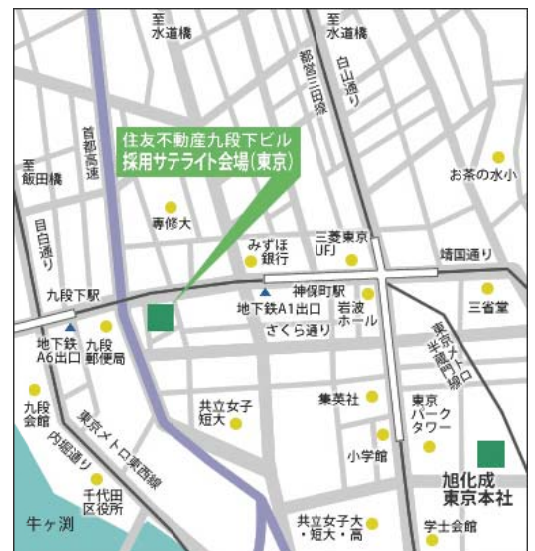 至
水道橋
至
水道橋
都営三田線
白山通り
首都高速
住友不動産九段下ビル
採用サテライト会場(東京)
至
飯田橋
お茶の水小
専修大
目白通り
みずほ
銀行
三菱東京
UFJ
靖国通り
九段下駅
神保町駅
地下鉄A1出口
岩波
ホール
三省堂
さくら通り
地下鉄
A6出口
九段
郵便局
東京メトロ
半蔵門線
九段
会館
東京メトロ東西線
内堀通り
共立女子
短大
集英社
東京
パーク
タワー
小学館
旭化成
東京本社
千代田
区役所
牛ヶ渕
共立女子大
・短大・高
学士会館